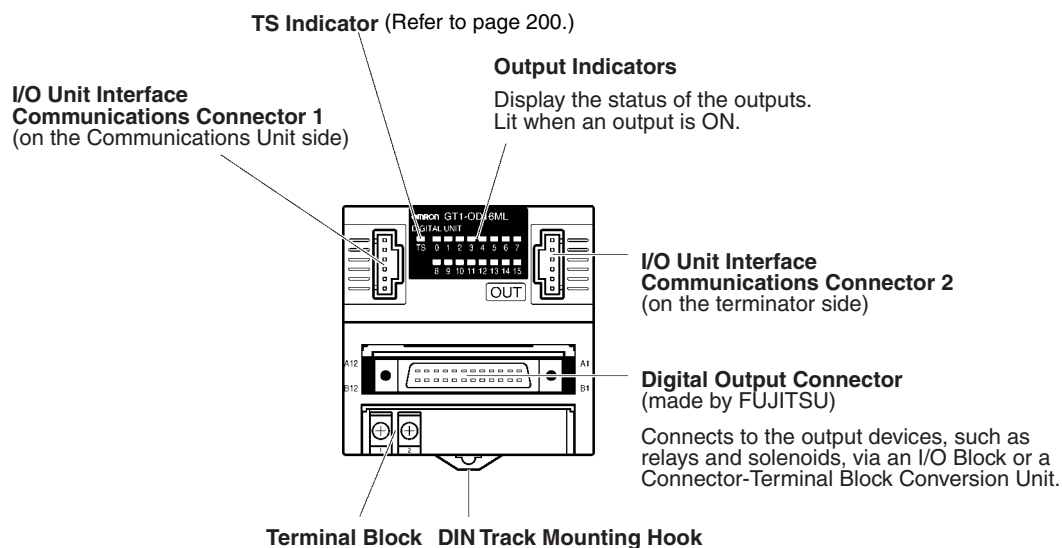 TS Indicator (Refer to page 200.)
Output Indicators
Display the status of the outputs.
Lit when an output is ON.
I/O Unit Interface
Communications Connector 1
(on the Communications Unit side)
OMRON GT1-OD16ML
DIGITAL UNIT
TS 0 1 2 3 4 5 6 7
8 9 10 11 12 13 14 15
OUT
I/O Unit Interface
Communications Connector 2
(on the terminator side)
A12
A1
B12
B1
Digital Output Connector
(made by FUJITSU)
Connects to the output devices, such as
relays and solenoids, via an I/O Block or a
Connector-Terminal Block Conversion Unit.
1 2
Terminal Block
DIN Track Mounting Hook